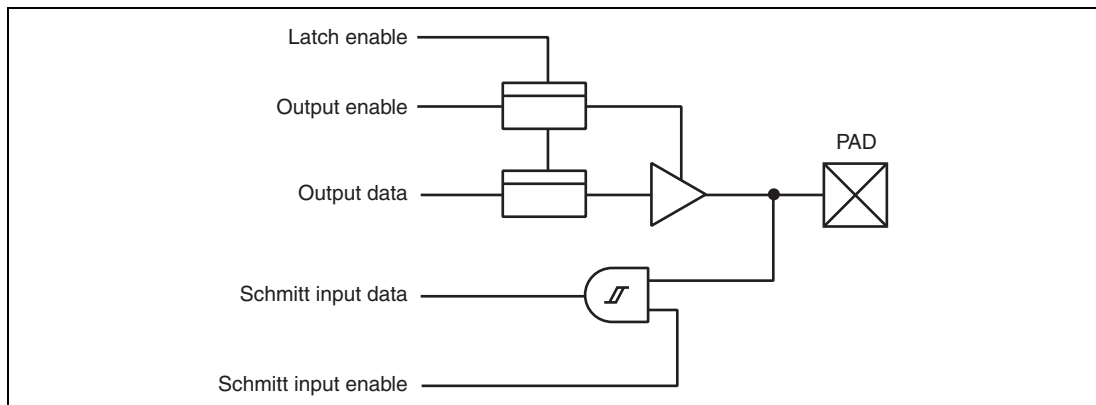 Latch enable
Output enable
PAD
Output data
Schmitt input data
Schmitt input enable